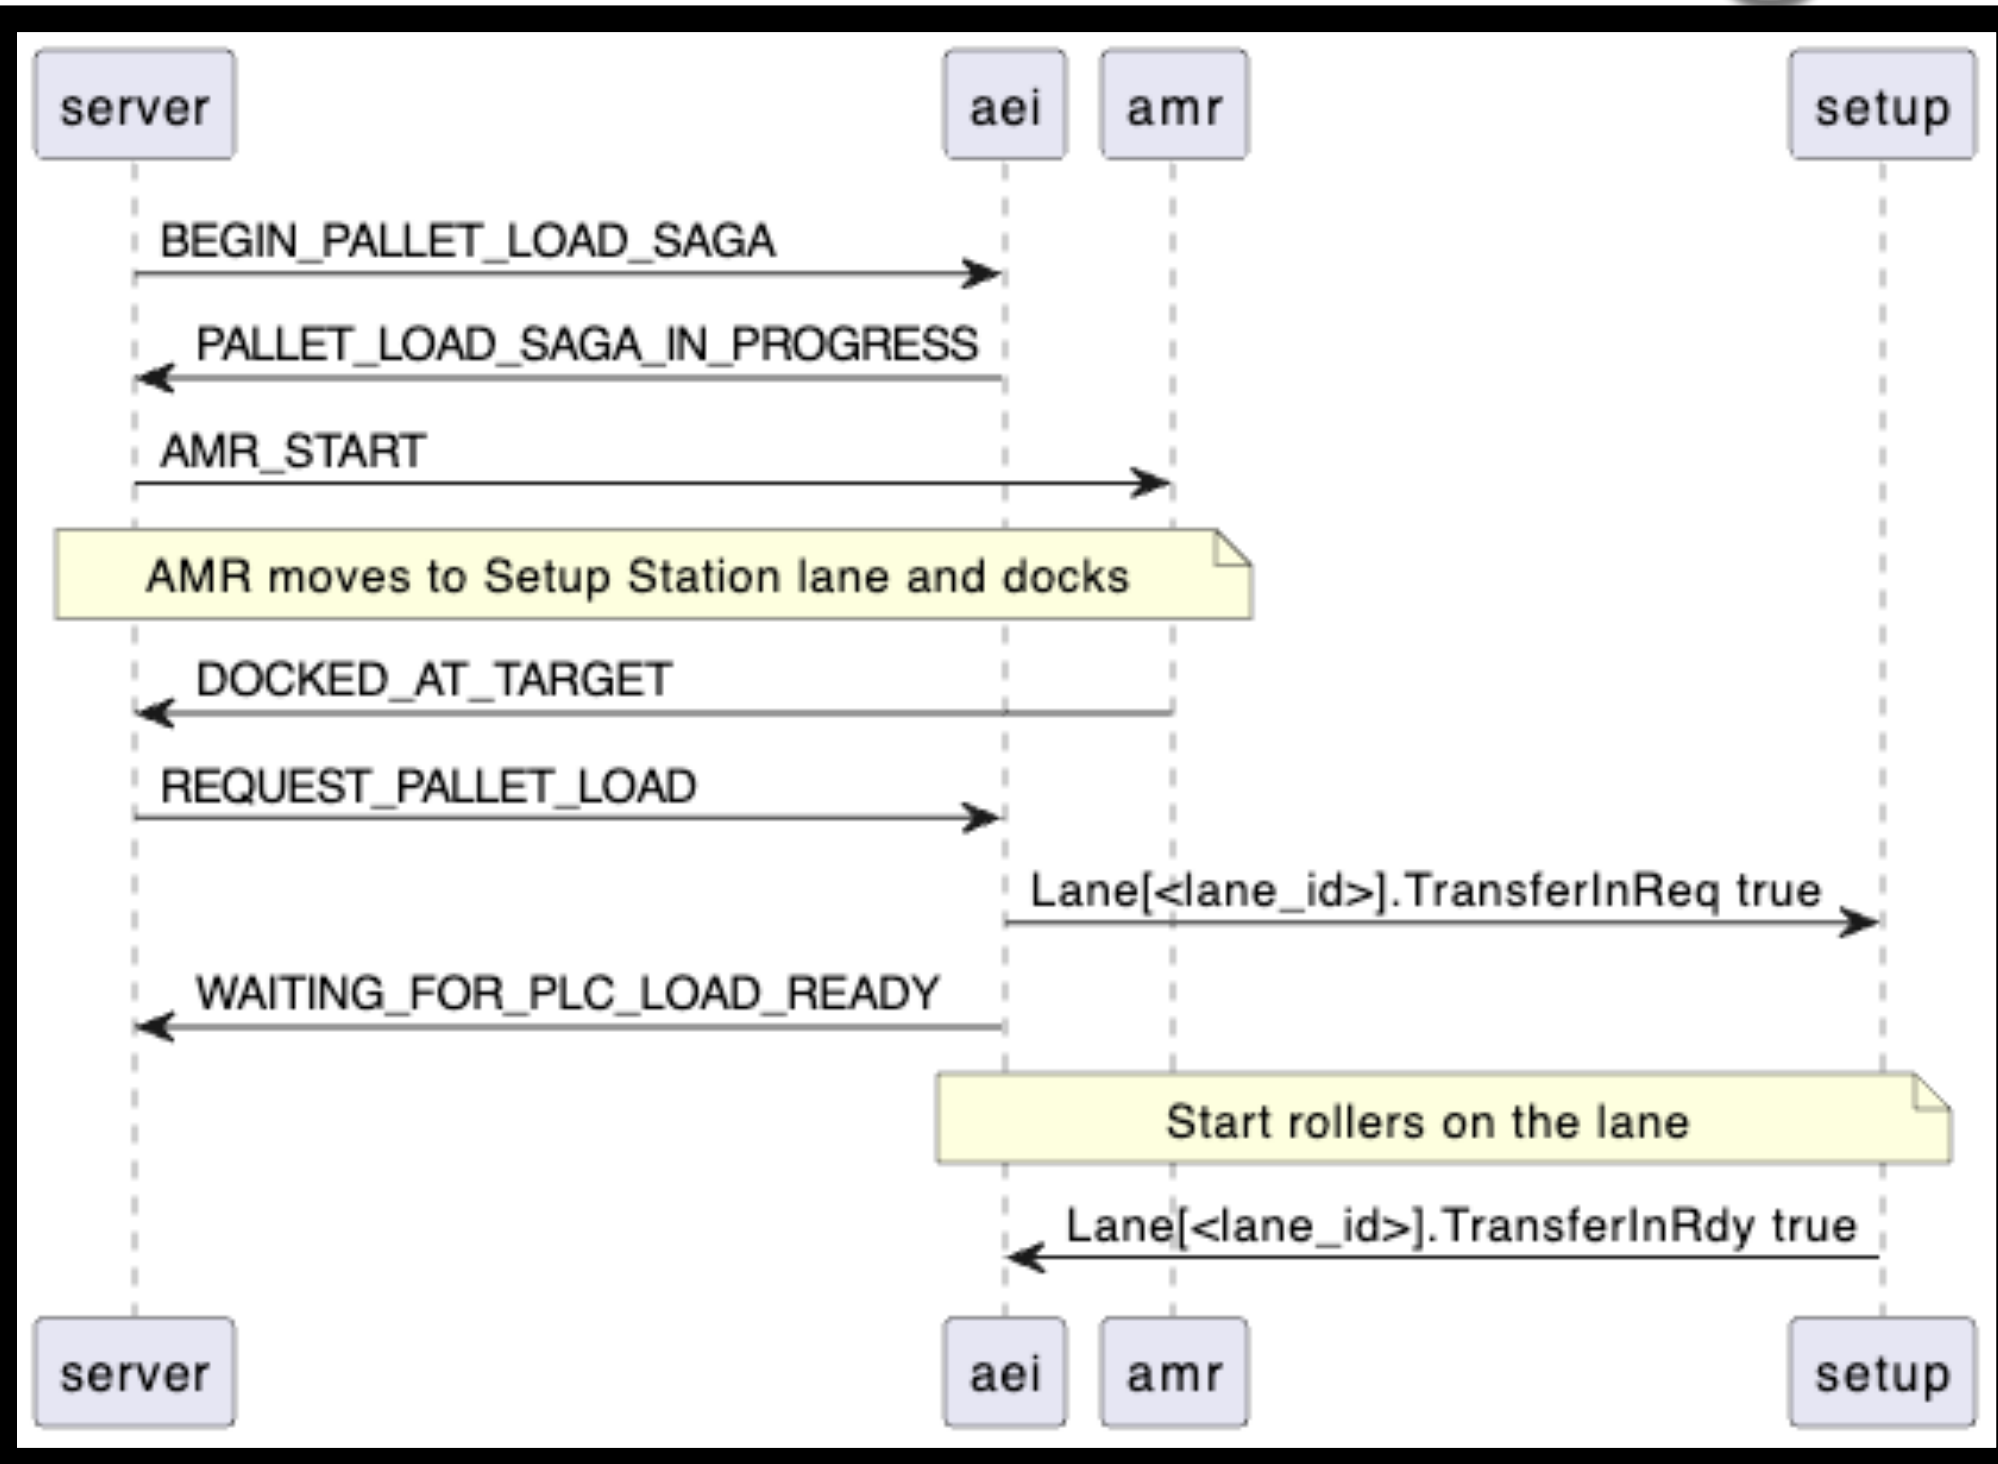 server aei amr setup
BEGIN_PALLET_LOAD_SAGA
PALLET_LOAD_SAGA_IN_PROGRESS
AMR_START
AMR moves to Setup Station lane and docks
DOCKED_AT_TARGET
REQUEST_PALLET_LOAD
Lane[<lane_id>].TransferInReq true
WAITING_FOR_PLC_LOAD_READY
Start rollers on the lane
Lane[<lane_id>].TransferInRdy true
server aei amr setup